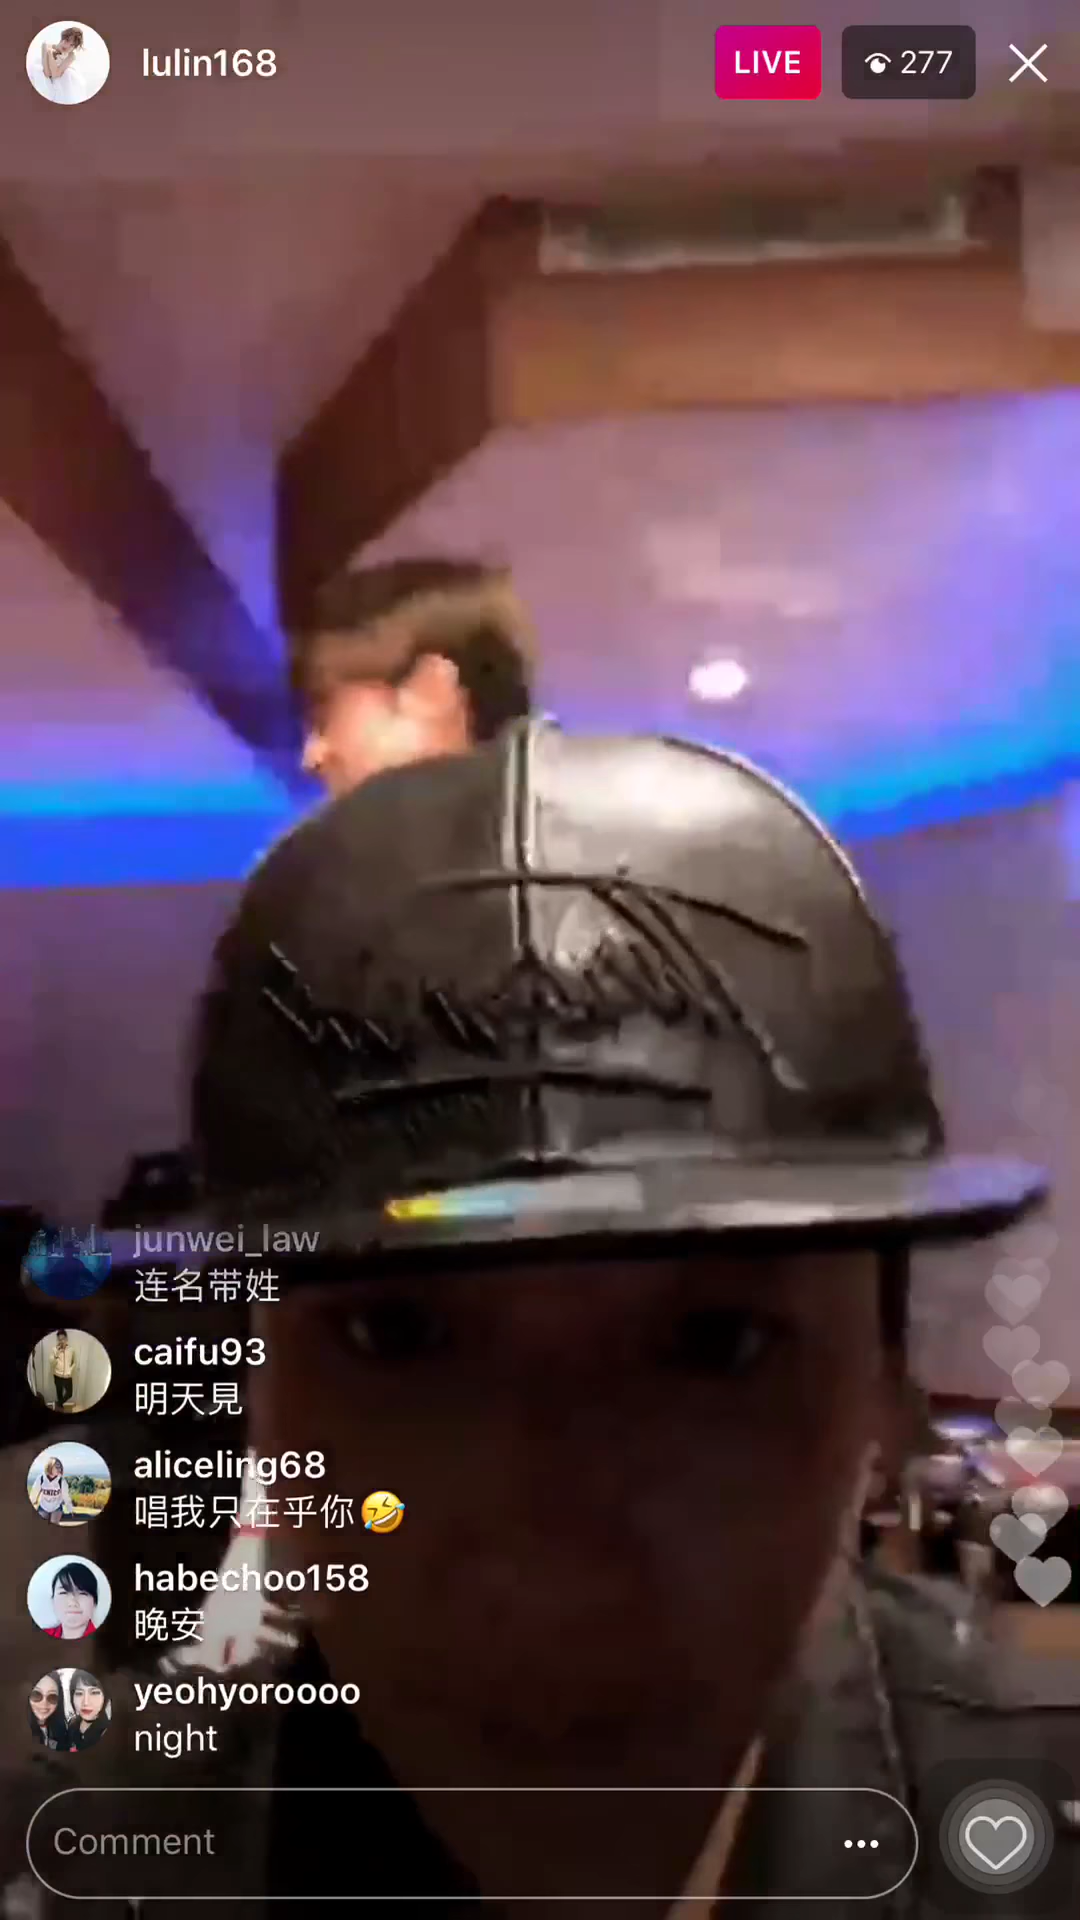 lulin168
LIVE
277
junwei_law
连名带姓
caifu93
明天見
aliceling68
唱我只在乎你🤣
habechoo158
晚安
yeohyoroooo
night
Comment